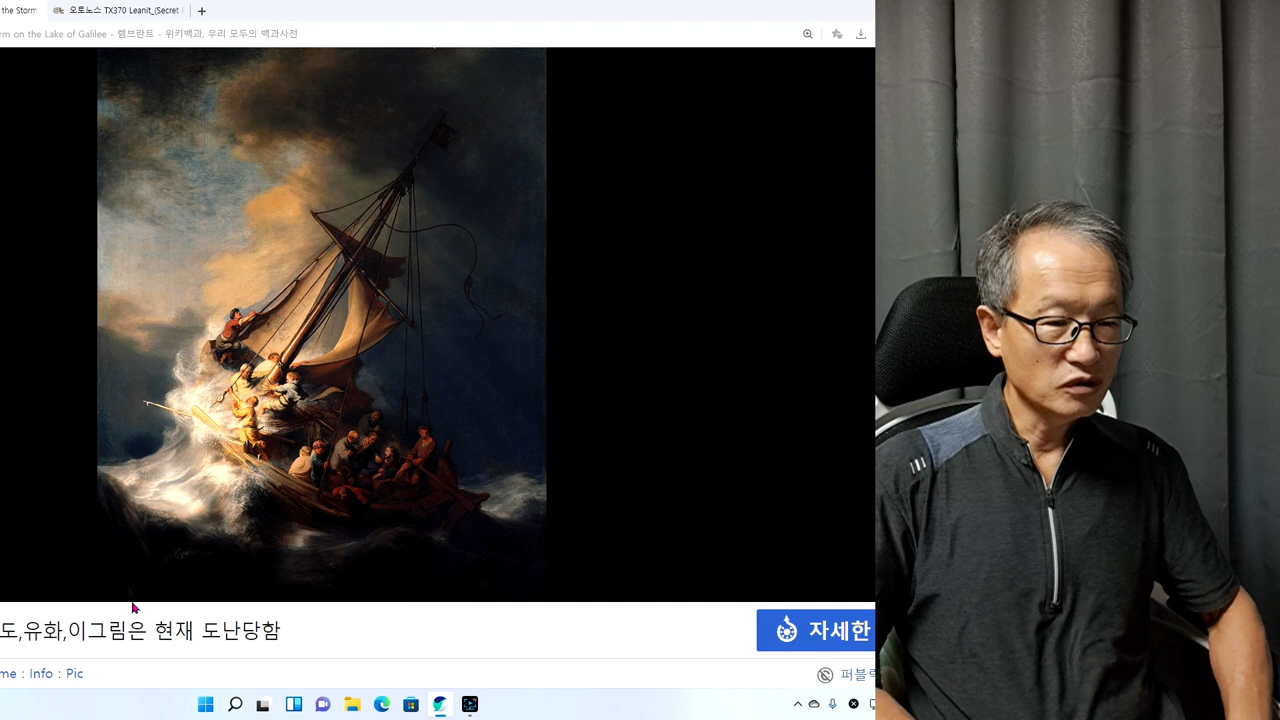 the Storm
오토노스 TX370 Leanit_(Secret
rm on the Lake of Galilee - 렘브란트 - 위키백과, 우리 모두의 백과사전
도,유화,이그림은 현재 도난당함
자세한
me : Info : Pic
퍼블릭